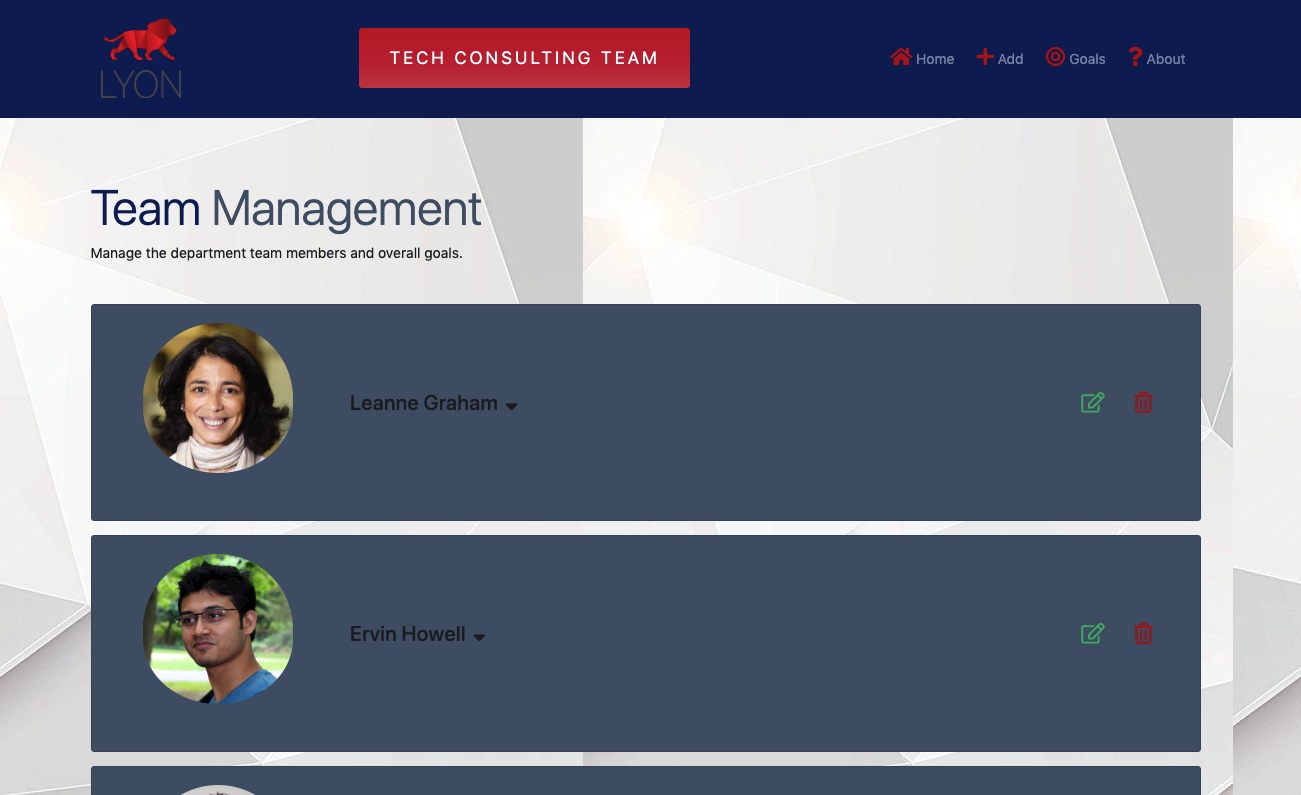 LYON
TECH CONSULTING TEAM
Home
Add
Goals
About
Team Management
Manage the department team members and overall goals.
Leanne Graham
Ervin Howell